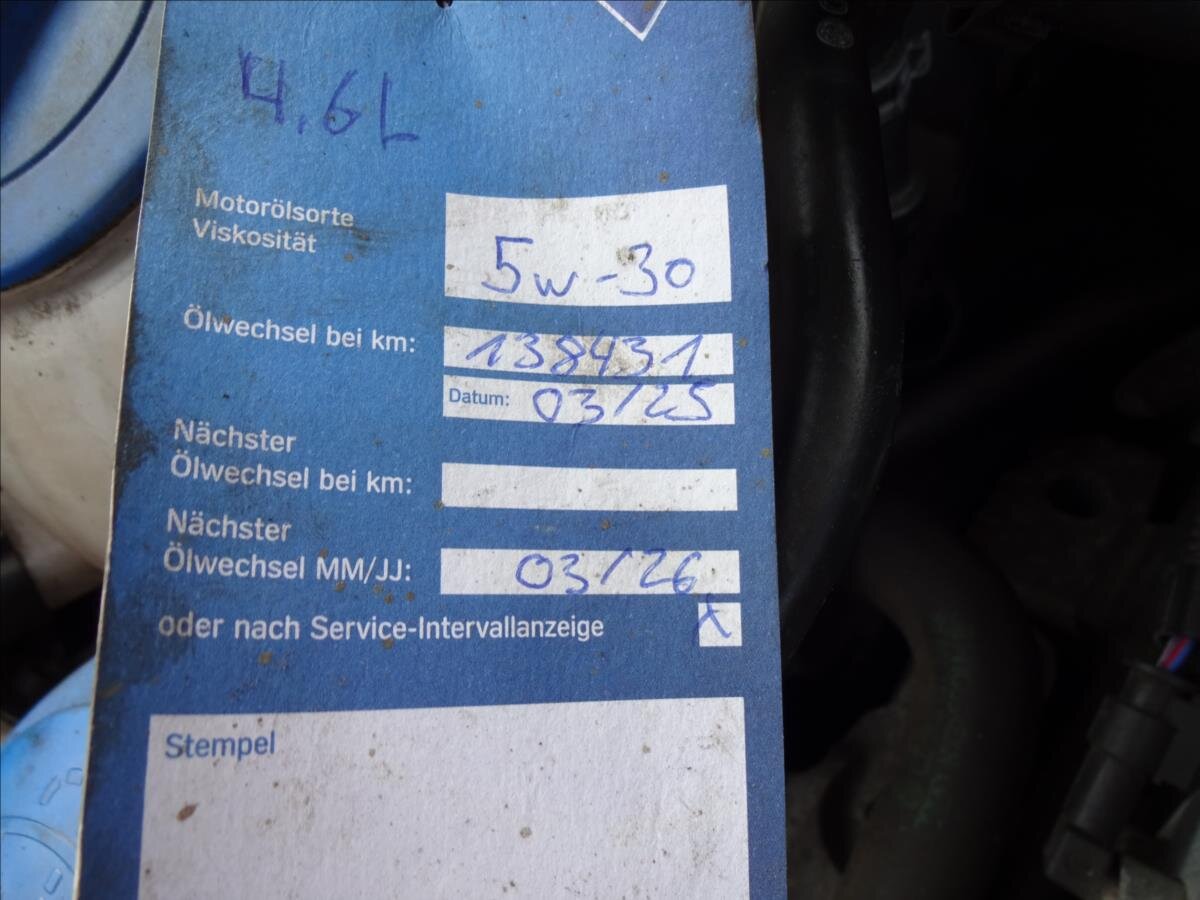 4.6L
Motorölsorte
Viskosität
5w-30
Ölwechsel bei km:
138431
Datum: 03/25
Nächster
Ölwechsel bei km:
Nächster
Ölwechsel MM/JJ:
03/26
oder nach Service-Intervallanzeige
x
Stempel